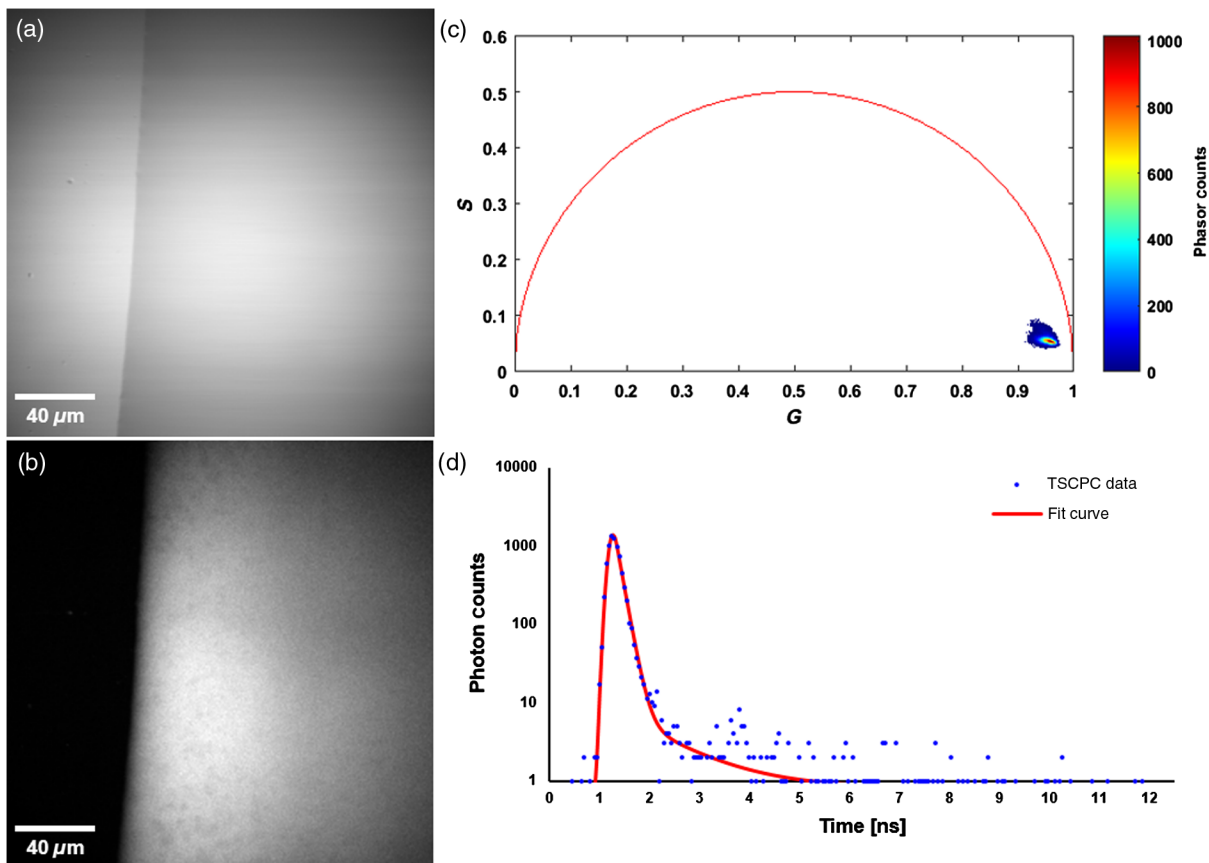 (a)
40 µm
(b)
40 µm
(c)
0.6
0.5
0.4
0.3
0.2
0.1
0
S
0 0.1 0.2 0.3 0.4 0.5 0.6 0.7 0.8 0.9 1
G
1000
800
600
400
200
0
Phasor counts
(d)
10000
1000
100
10
1
Photon counts
TSCPC data
Fit curve
0 1 2 3 4 5 6 7 8 9 10 11 12
Time [ns]